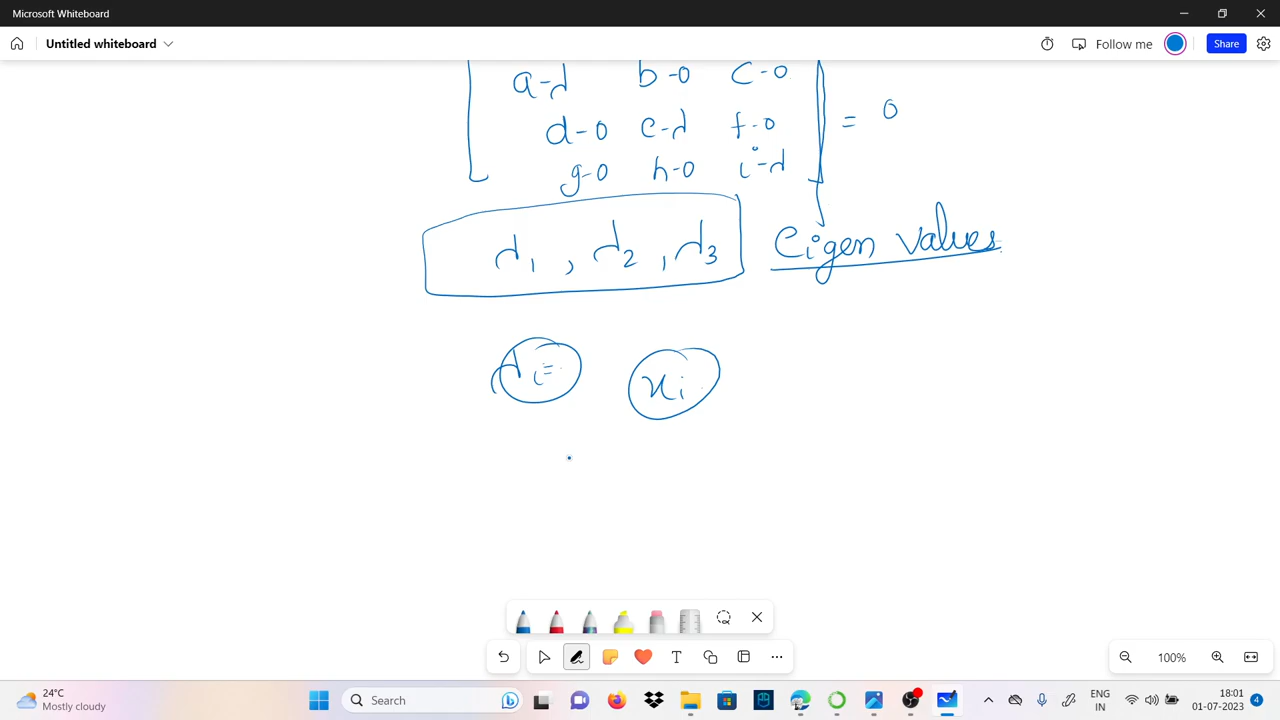 Microsoft Whiteboard
Untitled whiteboard
Follow me
Share
a-λ b-0 c-0
d-0 e-λ f-0 = 0
g-0 h-0 i-λ
λ1, λ2, λ3 Eigen values
λi= xi
100%
24°C
Mostly cloudy
Search
ENG
IN
18:01
01-07-2023
4